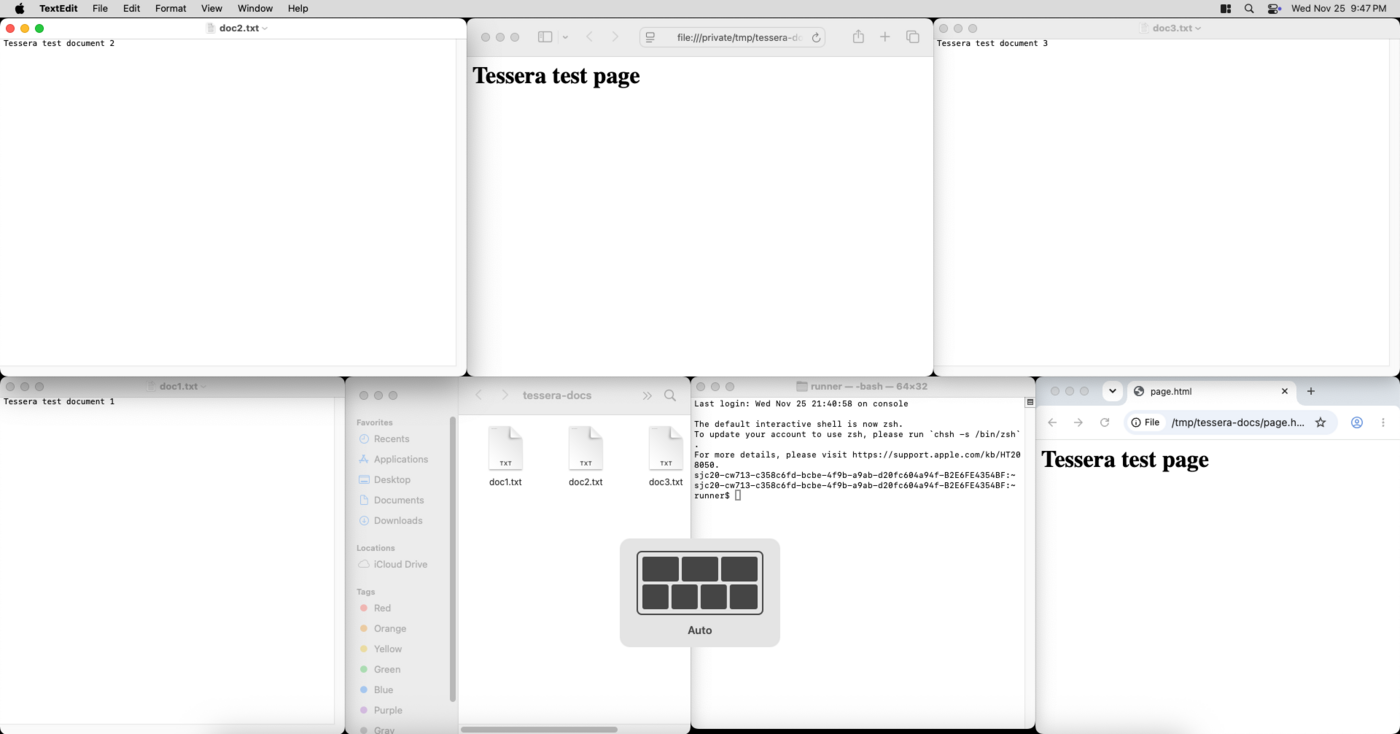 TextEdit File Edit Format View Window Help Wed Nov 25 9:47 PM
doc2.txt
Tessera test document 2
file:///private/tmp/tessera-dc
Tessera test page
doc3.txt
Tessera test document 3
doc1.txt
Tessera test document 1
tessera-docs
Favorites
Recents
Applications
Desktop
Documents
Downloads
Locations
iCloud Drive
Tags
Red
Orange
Yellow
Green
Blue
Purple
Gray
TXT TXT TXT
doc1.txt doc2.txt doc3.txt
runner — -bash — 64×32
Last login: Wed Nov 25 21:40:58 on console
The default interactive shell is now zsh.
To update your account to use zsh, please run `chsh -s /bin/zsh`
.
For more details, please visit https://support.apple.com/kb/HT20
8050.
sjc20-cw713-c358c6fd-bcbe-4f9b-a9ab-d20fc604a94f-B2E6FE4354BF:~
sjc20-cw713-c358c6fd-bcbe-4f9b-a9ab-d20fc604a94f-B2E6FE4354BF:~
runner$
Auto
page.html
File /tmp/tessera-docs/page.h...
Tessera test page